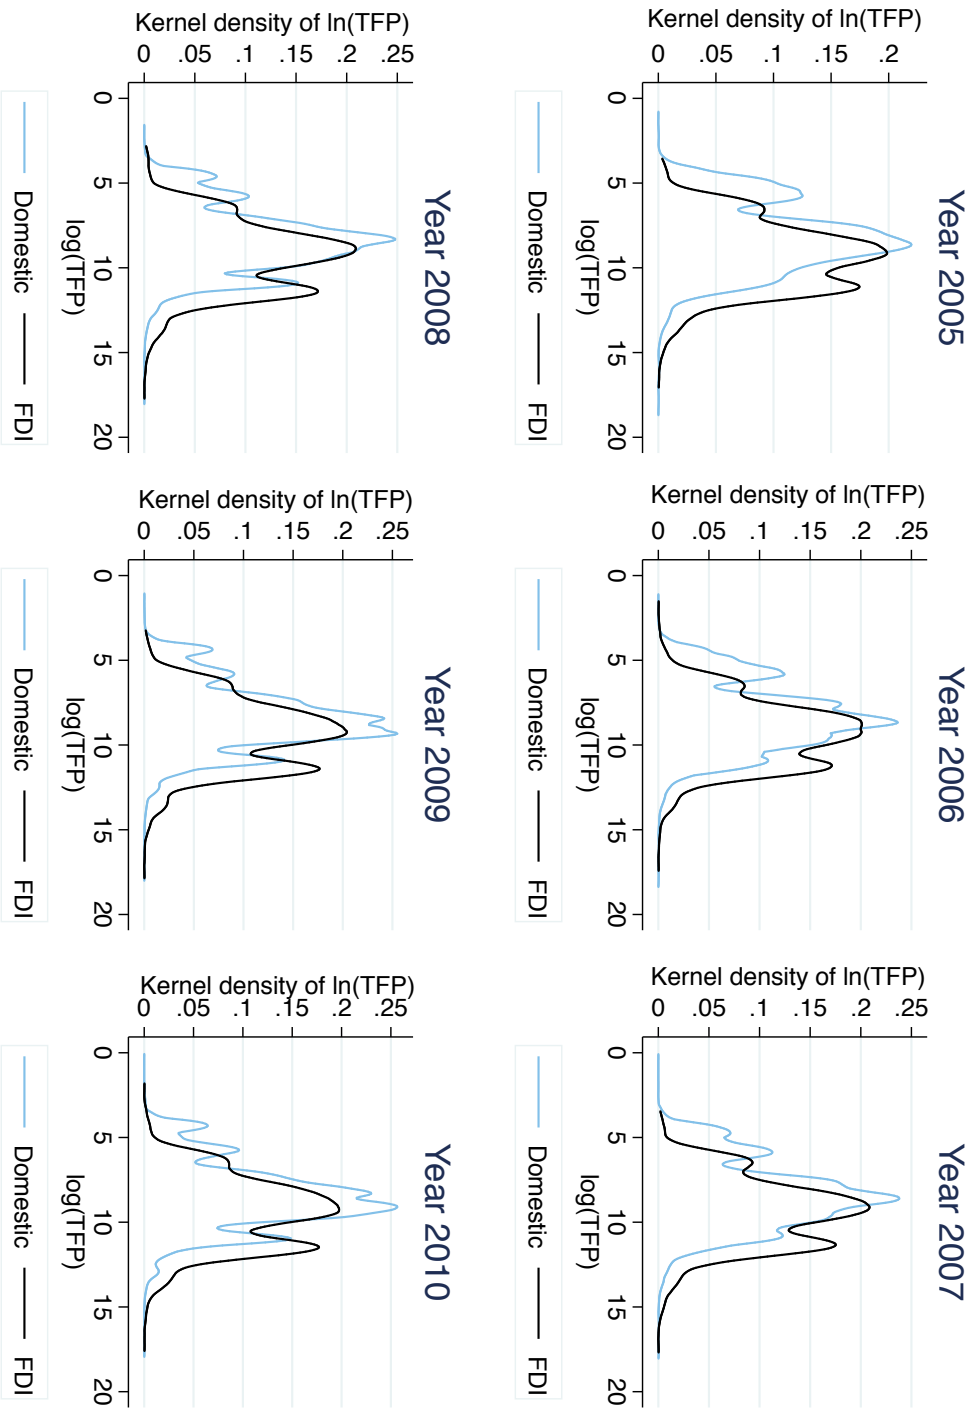 Year 2005
Kernel density of ln(TFP)
0 .05 .1 .15 .2
0 5 10 15 20
log(TFP)
Domestic FDI
Year 2006
Kernel density of ln(TFP)
0 .05 .1 .15 .2 .25
0 5 10 15 20
log(TFP)
Domestic FDI
Year 2007
Kernel density of ln(TFP)
0 .05 .1 .15 .2 .25
0 5 10 15 20
log(TFP)
Domestic FDI
Year 2008
Kernel density of ln(TFP)
0 .05 .1 .15 .2 .25
0 5 10 15 20
log(TFP)
Domestic FDI
Year 2009
Kernel density of ln(TFP)
0 .05 .1 .15 .2 .25
0 5 10 15 20
log(TFP)
Domestic FDI
Year 2010
Kernel density of ln(TFP)
0 .05 .1 .15 .2 .25
0 5 10 15 20
log(TFP)
Domestic FDI